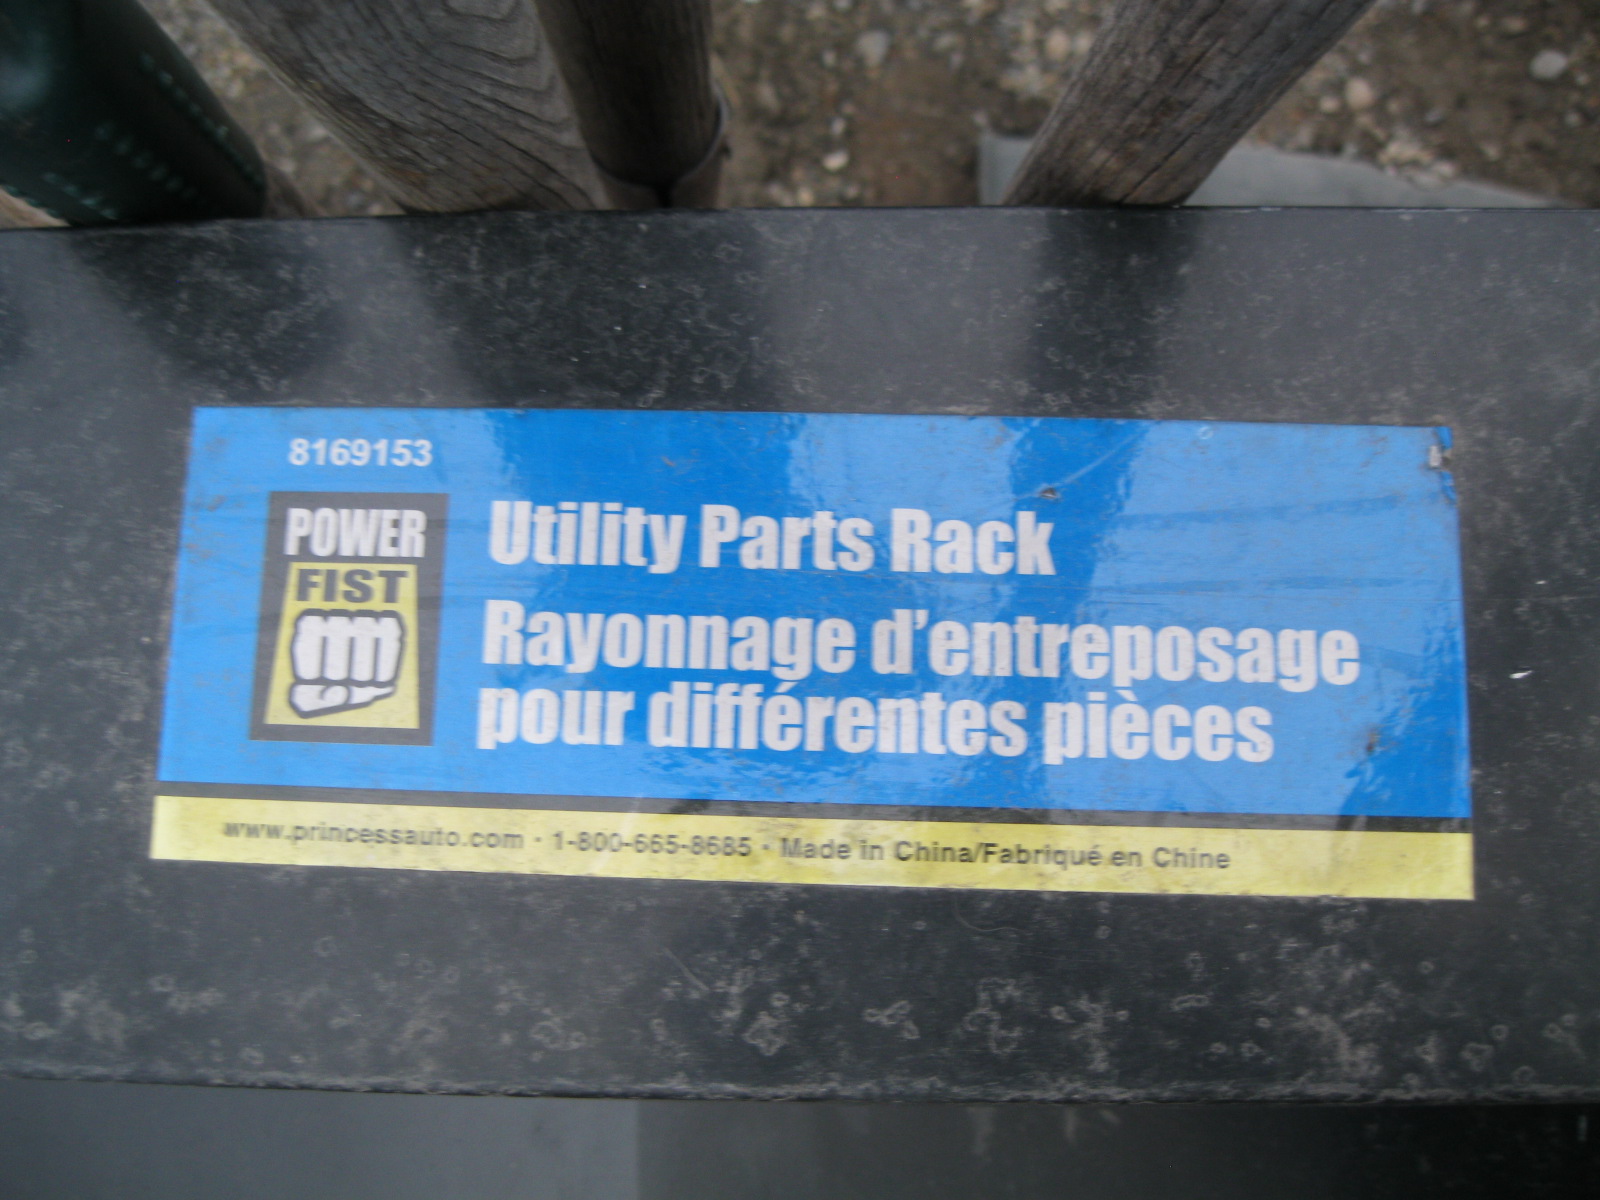 8169153
POWER
FIST
Utility Parts Rack
Rayonnage d'entreposage
pour différentes pièces
www.princessauto.com · 1-800-665-8685 · Made in China/Fabriqué en Chine